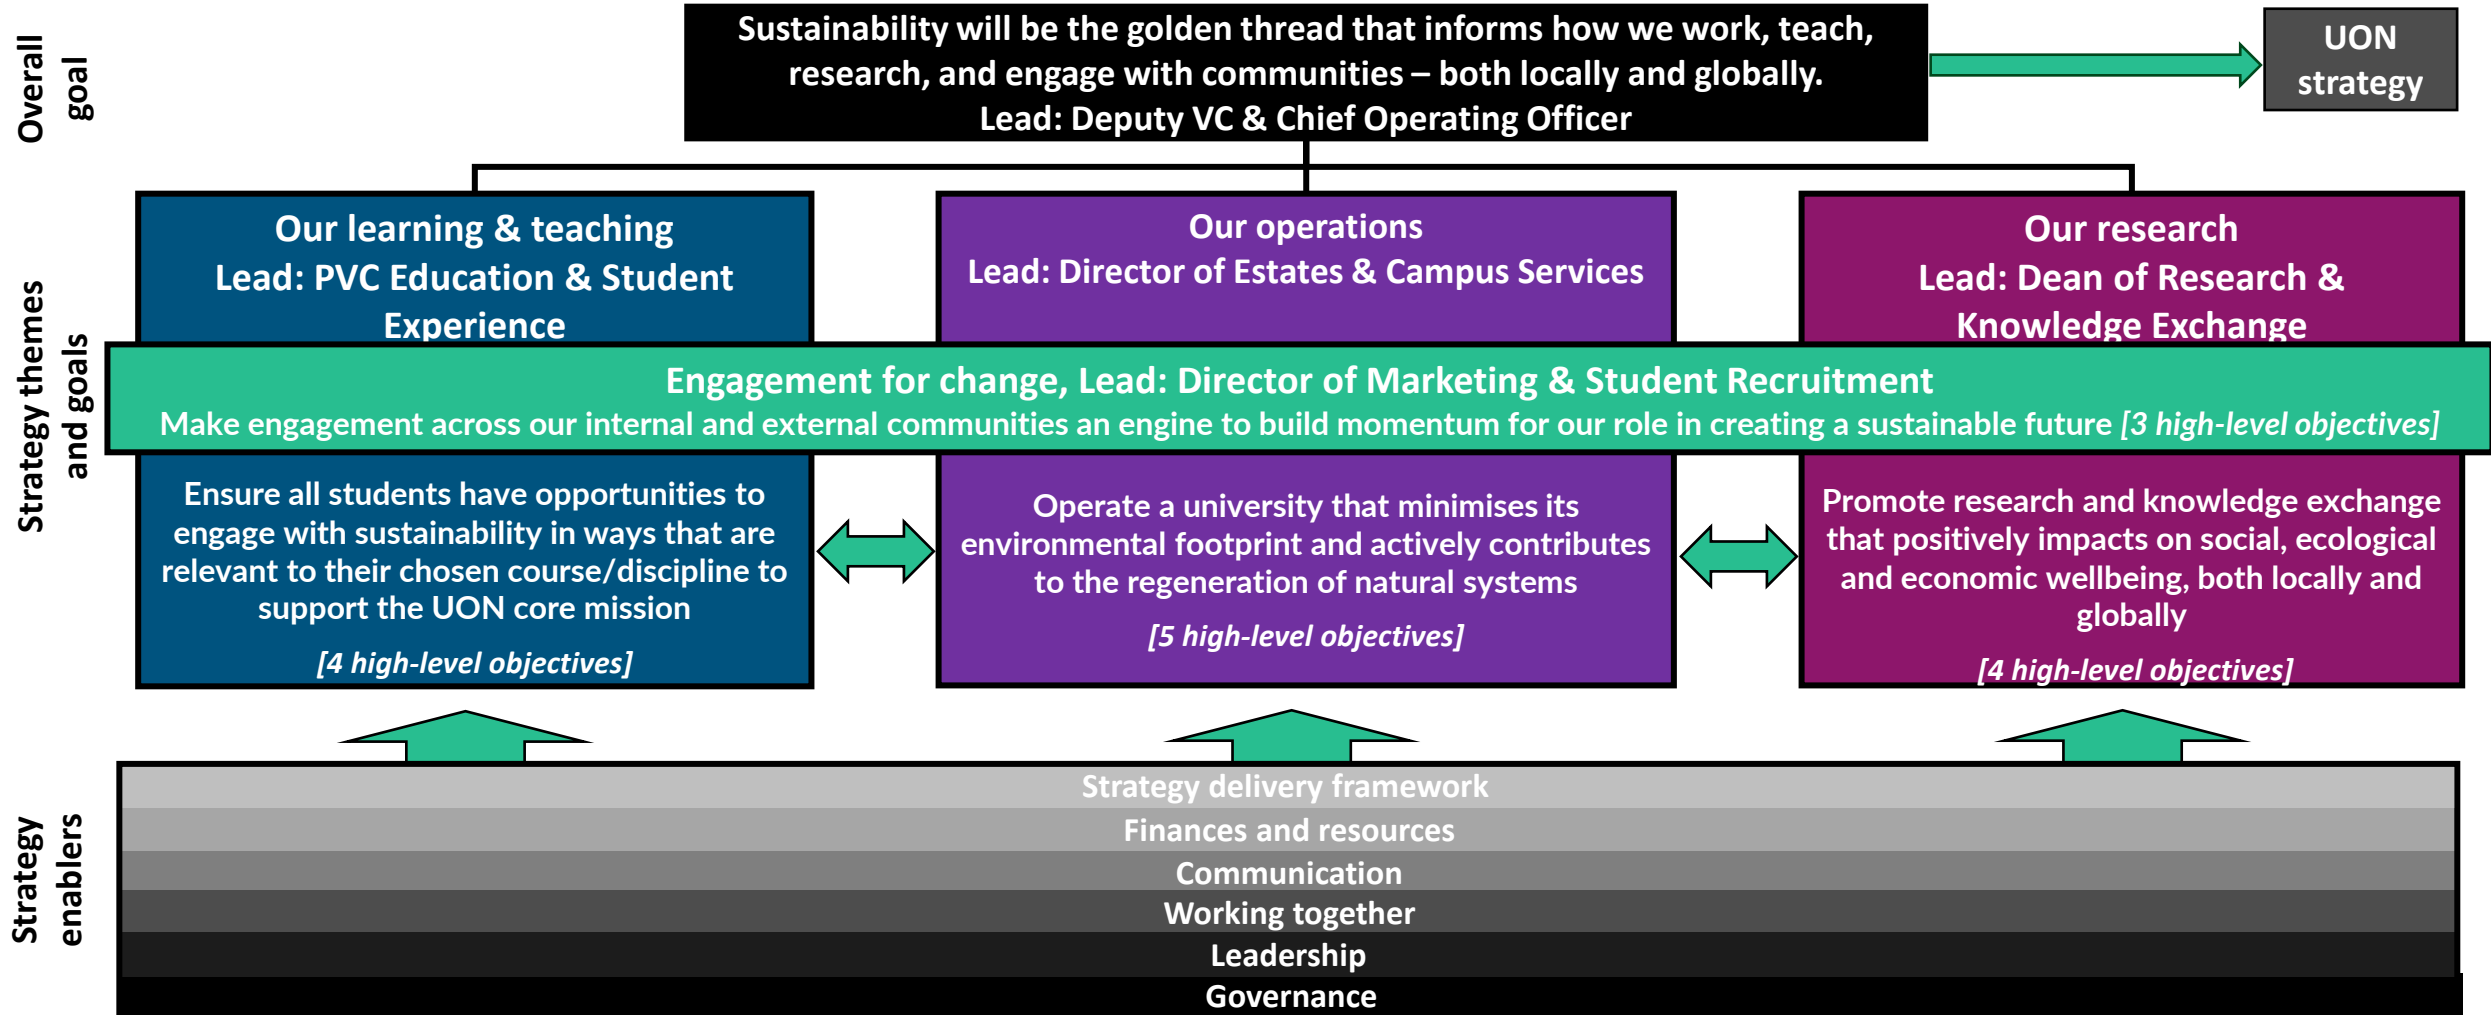 Overall
goal
Sustainability will be the golden thread that informs how we work, teach,
research, and engage with communities – both locally and globally.
Lead: Deputy VC & Chief Operating Officer
UON
strategy
Strategy themes
and goals
Our learning & teaching
Lead: PVC Education & Student
Experience
Our operations
Lead: Director of Estates & Campus Services
Our research
Lead: Dean of Research &
Knowledge Exchange
Engagement for change, Lead: Director of Marketing & Student Recruitment
Make engagement across our internal and external communities an engine to build momentum for our role in creating a sustainable future [3 high-level objectives]
Ensure all students have opportunities to
engage with sustainability in ways that are
relevant to their chosen course/discipline to
support the UON core mission
[4 high-level objectives]
Operate a university that minimises its
environmental footprint and actively contributes
to the regeneration of natural systems
[5 high-level objectives]
Promote research and knowledge exchange
that positively impacts on social, ecological
and economic wellbeing, both locally and
globally
[4 high-level objectives]
Strategy
enablers
Strategy delivery framework
Finances and resources
Communication
Working together
Leadership
Governance